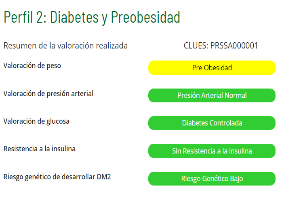 Perfil 2: Diabetes y Preobesidad
Resumen de la valoración realizada CLUES: PRSSA000001
Valoración de peso Pre Obesidad
Valoración de presión arterial Presión Arterial Normal
Valoración de glucosa Diabetes Controlada
Resistencia a la insulina Sin Resistencia a la Insulina
Riesgo genético de desarrollar DM2 Riesgo Genético Bajo